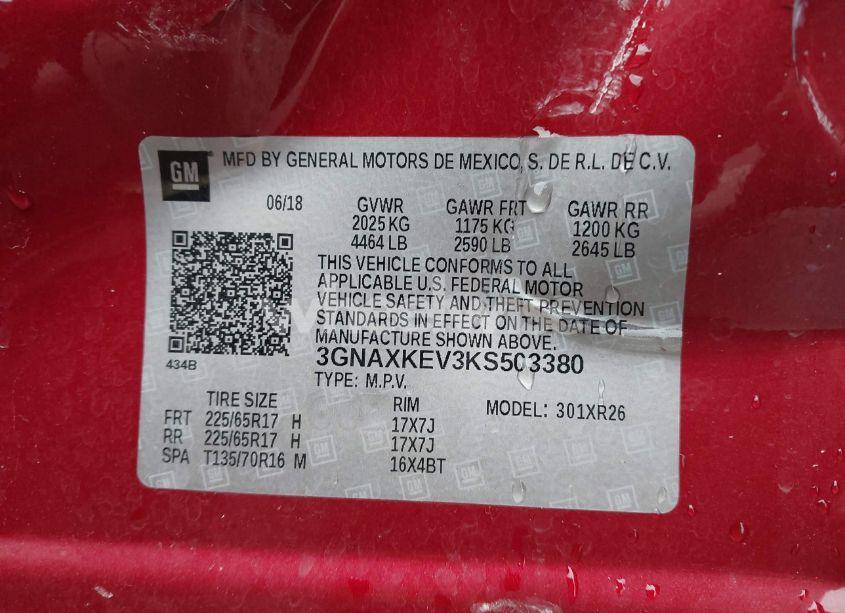 GM MFD BY GENERAL MOTORS DE MEXICO, S. DE R.L. DE C.V.
06/18 GVWR GAWR FRT GAWR RR
2025 KG 1175 KG 1200 KG
4464 LB 2590 LB 2645 LB
THIS VEHICLE CONFORMS TO ALL
APPLICABLE U.S. FEDERAL MOTOR
VEHICLE SAFETY AND THEFT PREVENTION
STANDARDS IN EFFECT ON THE DATE OF
MANUFACTURE SHOWN ABOVE.
434B
3GNAXKEV3KS503380
TYPE: M.P.V.
TIRE SIZE RIM MODEL: 301XR26
FRT 225/65R17 H 17X7J
RR 225/65R17 H 17X7J
SPA T135/70R16 M 16X4BT